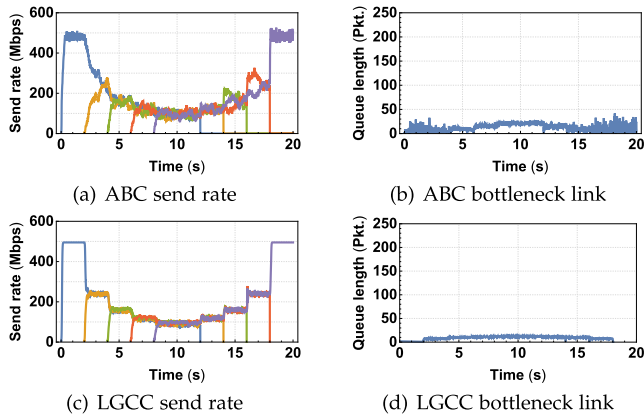 Send rate (Mbps)
600
400
200
0
0 5 10 15 20
Time (s)
(a) ABC send rate
Queue length (Pkt.)
250
200
150
100
50
0
0 5 10 15 20
Time (s)
(b) ABC bottleneck link
Send rate (Mbps)
600
400
200
0
0 5 10 15 20
Time (s)
(c) LGCC send rate
Queue length (Pkt.)
250
200
150
100
50
0
0 5 10 15 20
Time (s)
(d) LGCC bottleneck link